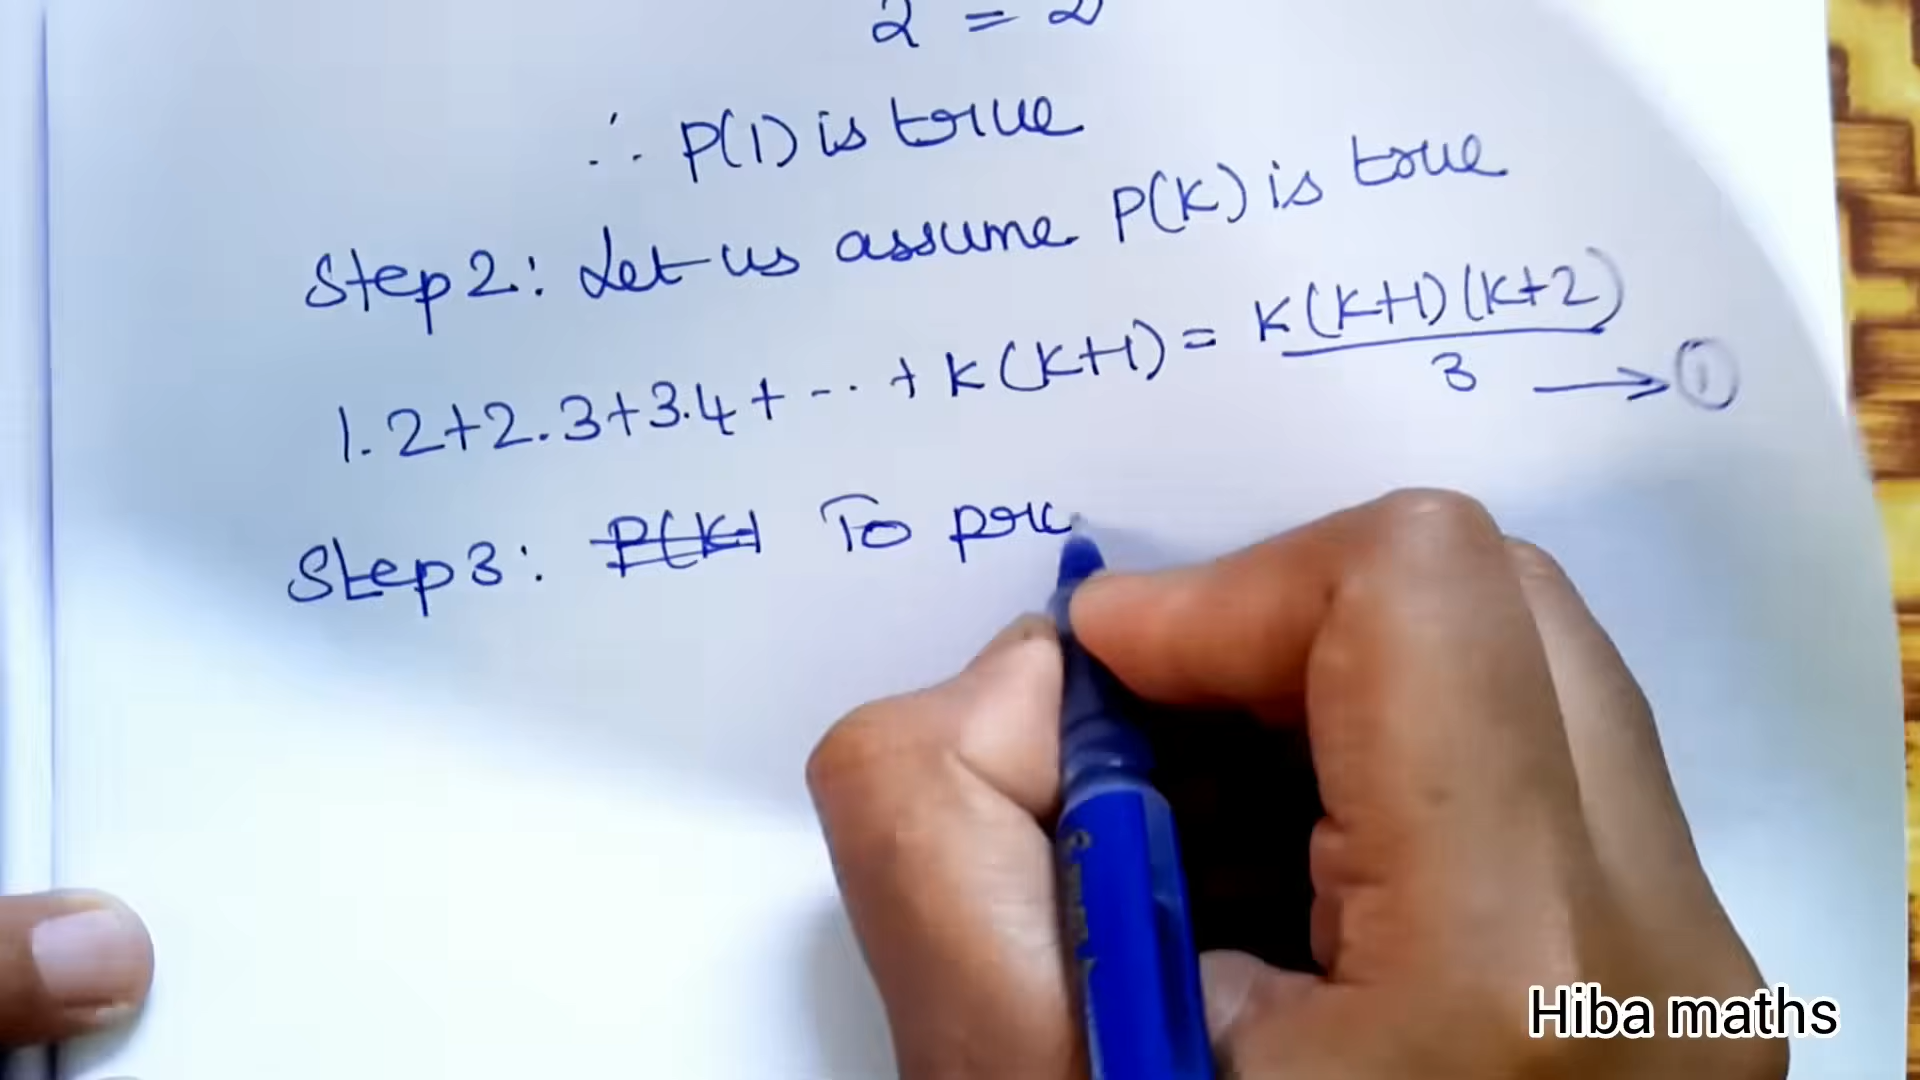 2 = 2
∴ P(1) is true
Step 2: Let us assume P(K) is true
1.2+2.3+3.4+ --- + K(K+1) = K(K+1)(K+2) / 3 → ①
Step 3: P(K) To pro
Hiba maths